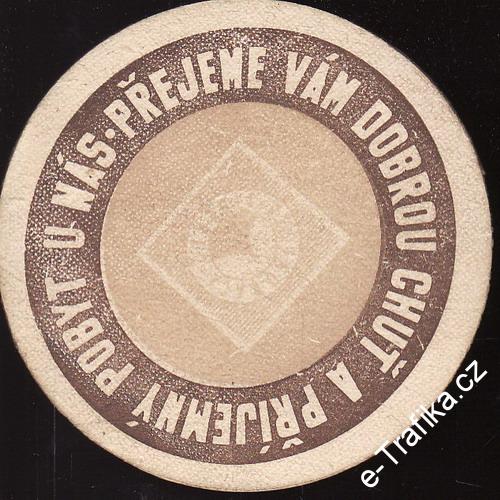 PŘEJEME VÁM DOBROU CHUŤ A PŘÍJEMNÝ POBYT U NÁS ·
e-Trafika.cz